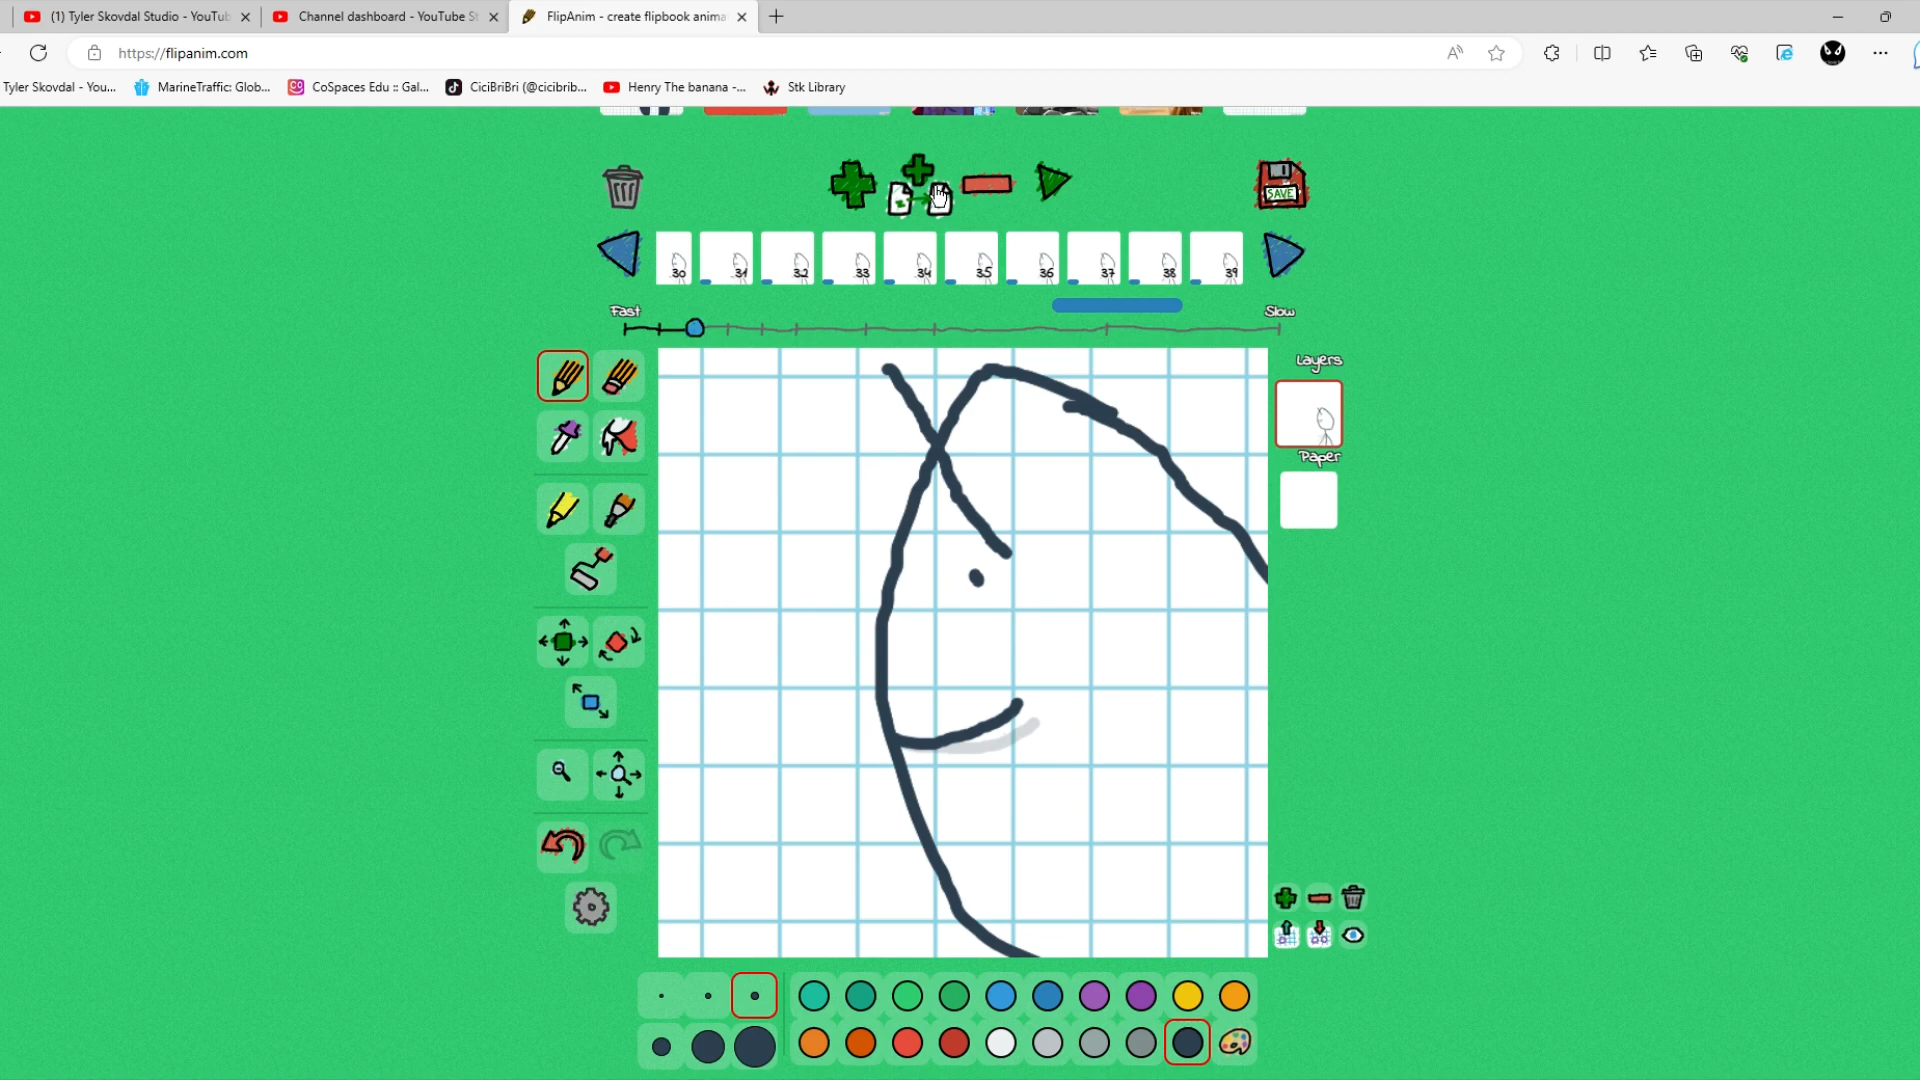 (1) Tyler Skovdal Studio - YouTub
Channel dashboard - YouTube St
FlipAnim - create flipbook anima
https://flipanim.com
Tyler Skovdal - You...
MarineTraffic: Glob...
CoSpaces Edu :: Gal...
CiciBriBri (@cicibrib...
Henry The banana -...
Stk Library
SAVE
30
31
32
33
34
35
36
37
38
39
Fast
Slow
Layers
Paper